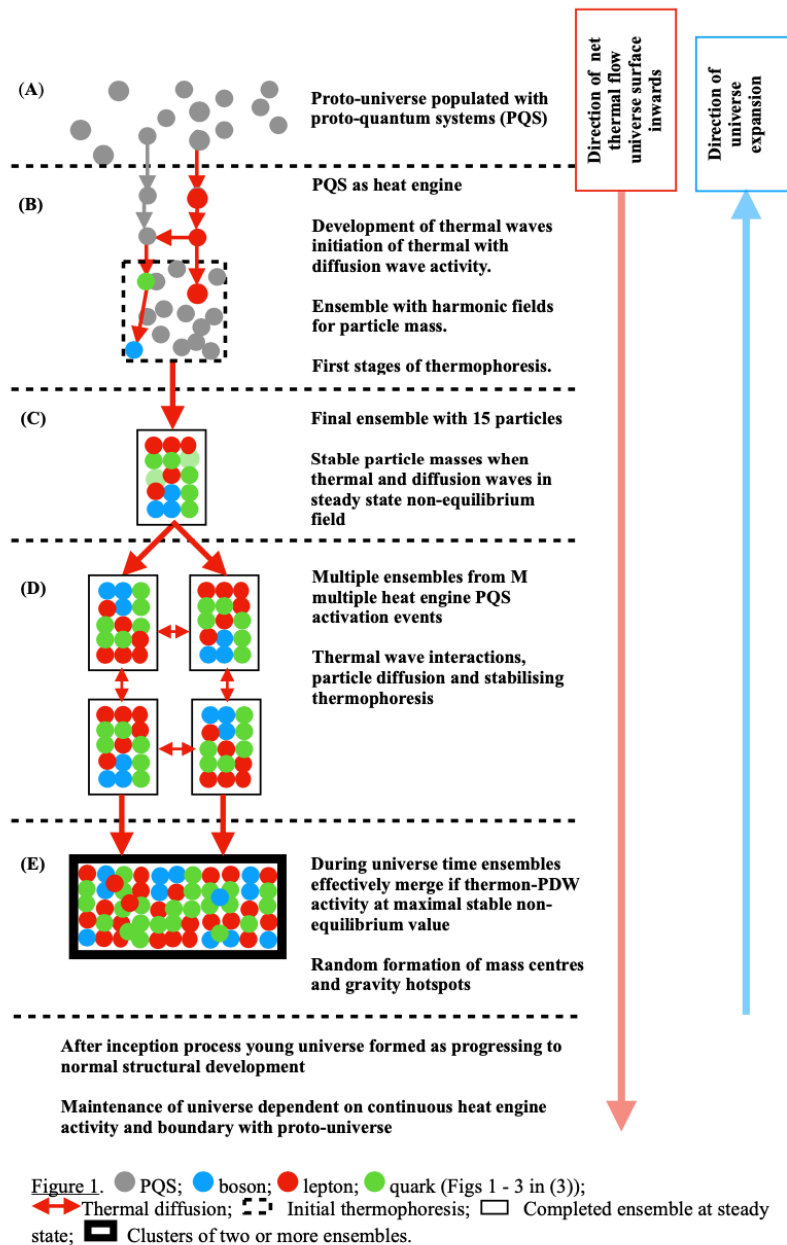 (A)
Proto-universe populated with
proto-quantum systems (PQS)
Direction of net
thermal flow
universe surface
inwards
Direction of
universe
expansion
(B)
PQS as heat engine
Development of thermal waves
initiation of thermal with
diffusion wave activity.
Ensemble with harmonic fields
for particle mass.
First stages of thermophoresis.
(C)
Final ensemble with 15 particles
Stable particle masses when
thermal and diffusion waves in
steady state non-equilibrium
field
(D)
Multiple ensembles from M
multiple heat engine PQS
activation events
Thermal wave interactions,
particle diffusion and stabilising
thermophoresis
(E)
During universe time ensembles
effectively merge if thermon-PDW
activity at maximal stable non-
equilibrium value
Random formation of mass centres
and gravity hotspots
After inception process young universe formed as progressing to
normal structural development
Maintenance of universe dependent on continuous heat engine
activity and boundary with proto-universe
Figure 1. PQS; boson; lepton; quark (Figs 1 - 3 in (3));
Thermal diffusion; Initial thermophoresis; Completed ensemble at steady
state; Clusters of two or more ensembles.